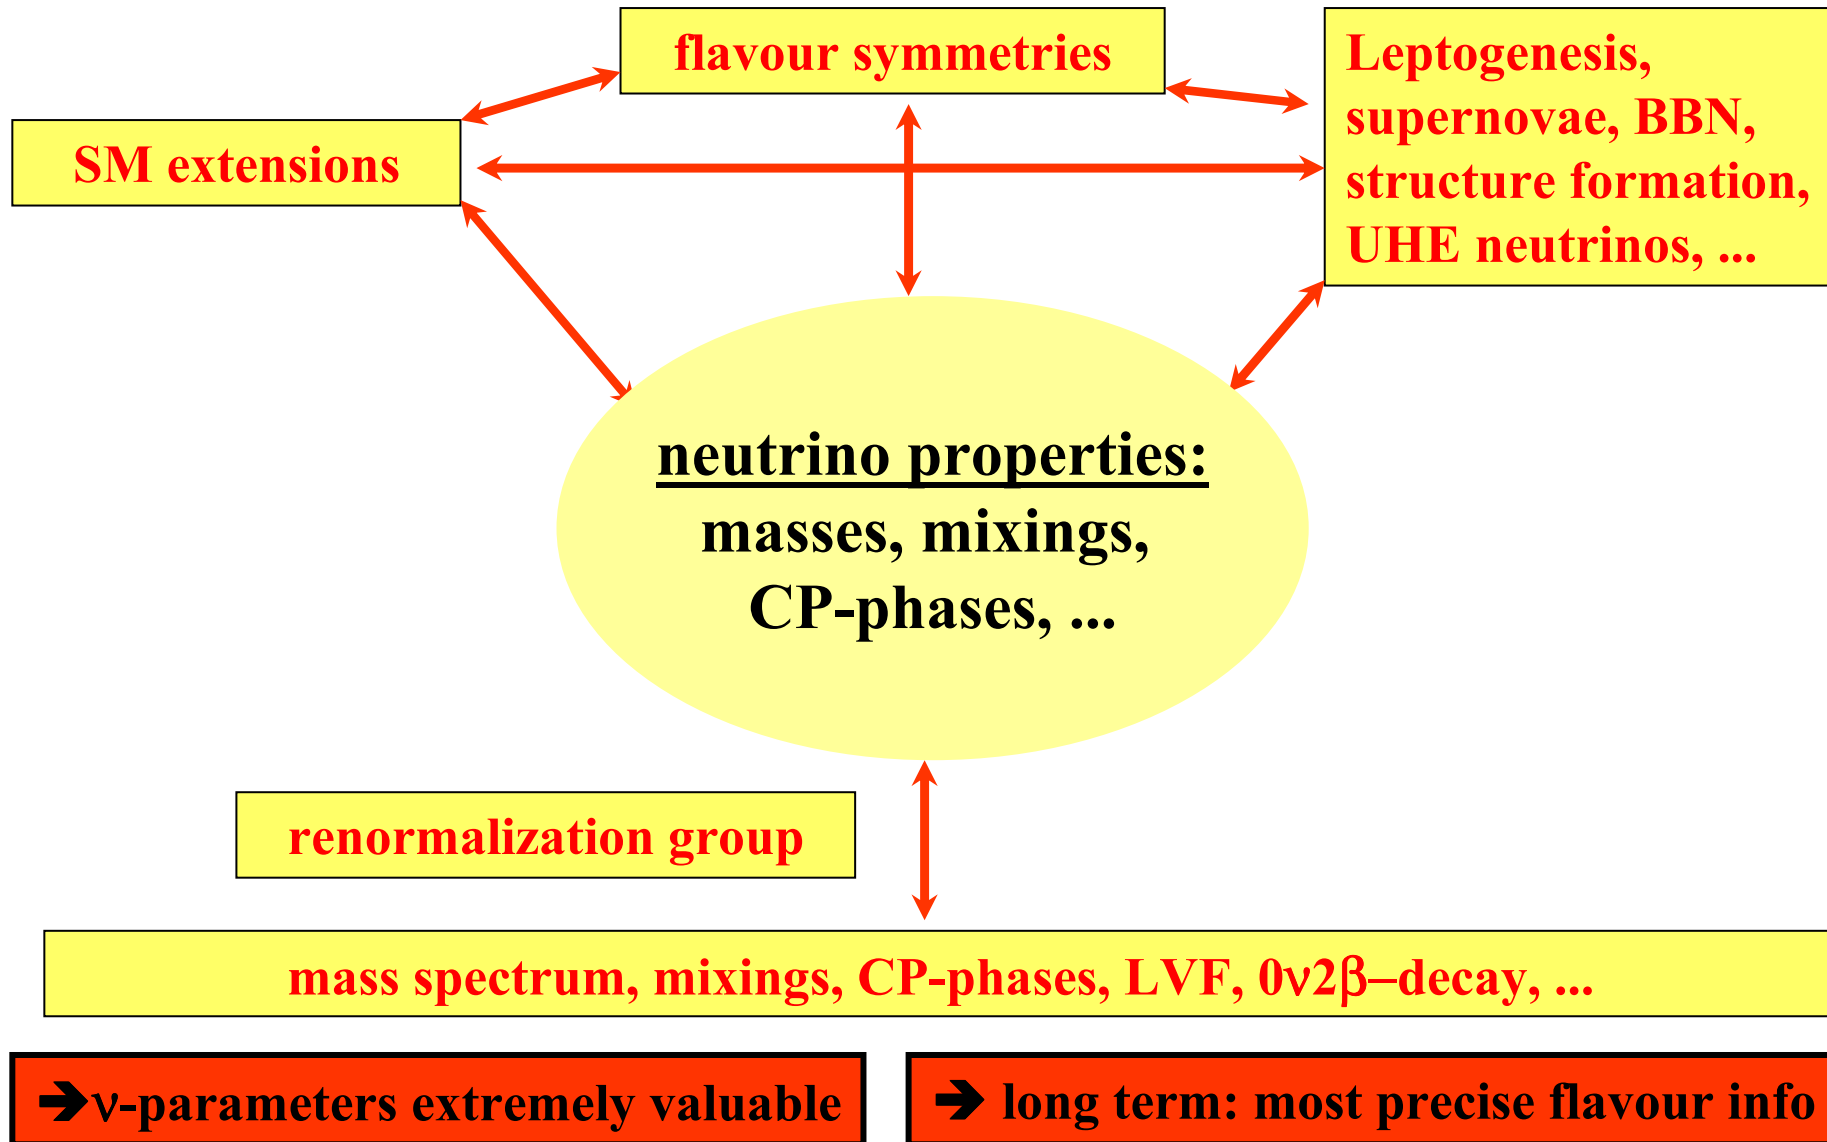 flavour symmetries
SM extensions
Leptogenesis,
supernovae, BBN,
structure formation,
UHE neutrinos, ...
neutrino properties:
masses, mixings,
CP-phases, ...
renormalization group
mass spectrum, mixings, CP-phases, LVF, 0ν2β–decay, ...
➔ν-parameters extremely valuable
➔ long term: most precise flavour info